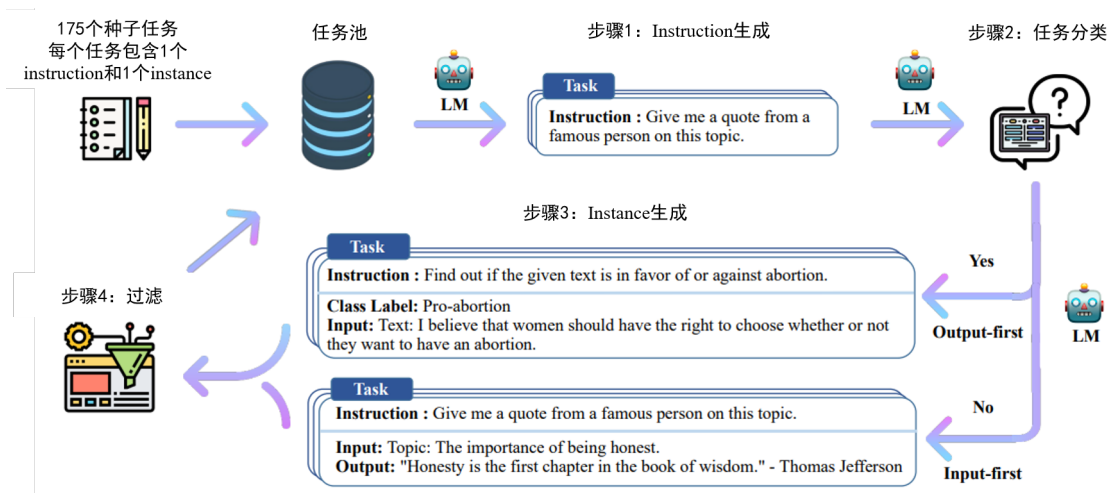 175个种子任务
每个任务包含1个
instruction和1个instance
任务池
LM
步骤1：Instruction生成
Task
Instruction : Give me a quote from a
famous person on this topic.
LM
步骤2：任务分类
?
步骤3：Instance生成
Task
Instruction : Find out if the given text is in favor of or against abortion.
Class Label: Pro-abortion
Input: Text: I believe that women should have the right to choose whether or not
they want to have an abortion.
Yes
Output-first
LM
步骤4：过滤
Task
Instruction : Give me a quote from a famous person on this topic.
Input: Topic: The importance of being honest.
Output: "Honesty is the first chapter in the book of wisdom." - Thomas Jefferson
No
Input-first